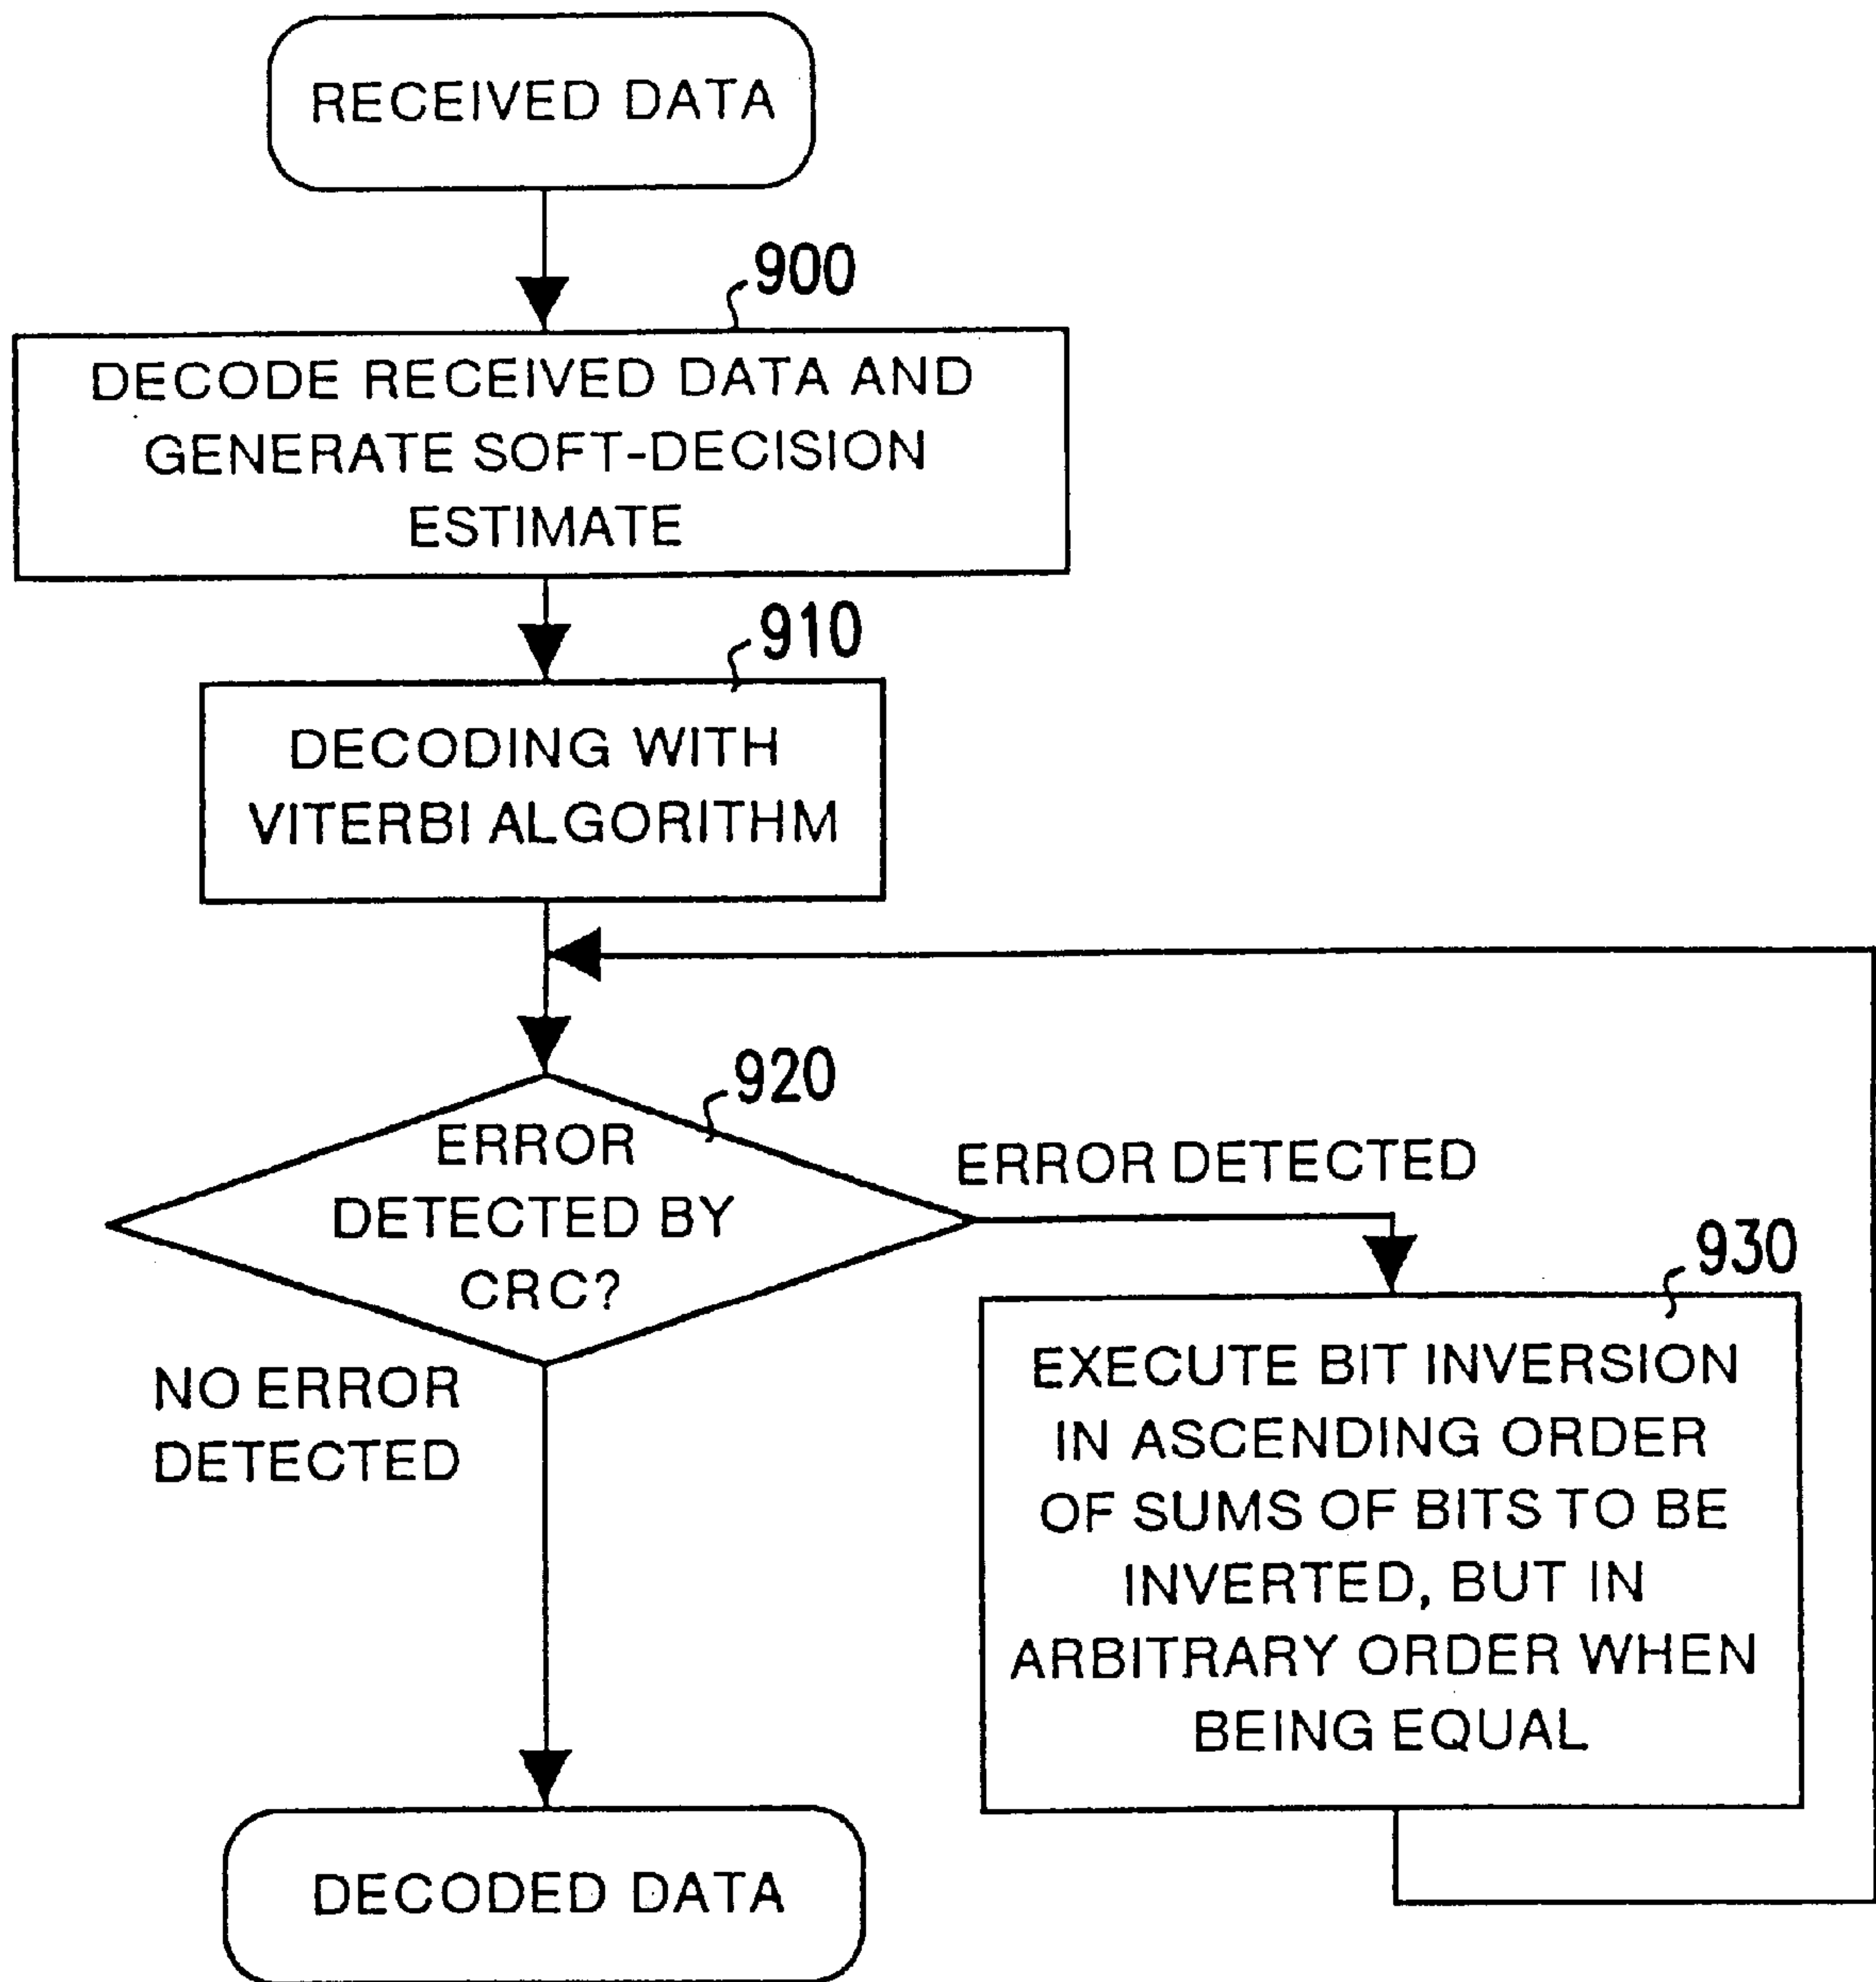 RECEIVED DATA
900
DECODE RECEIVED DATA AND
GENERATE SOFT-DECISION
ESTIMATE
910
DECODING WITH
VITERBI ALGORITHM
920
ERROR
DETECTED BY
CRC?
ERROR DETECTED
930
EXECUTE BIT INVERSION
IN ASCENDING ORDER
OF SUMS OF BITS TO BE
INVERTED, BUT IN
ARBITRARY ORDER WHEN
BEING EQUAL
NO ERROR
DETECTED
DECODED DATA